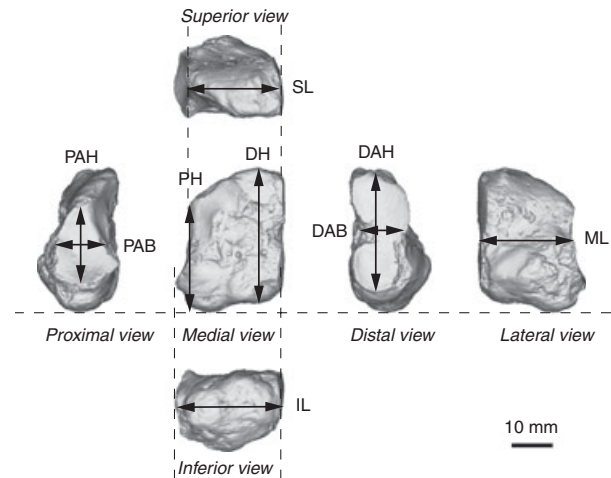 Superior view
SL
PAH
DH
DAH
PH
PAB
DAB
ML
Proximal view
Medial view
Distal view
Lateral view
IL
10 mm
Inferior view